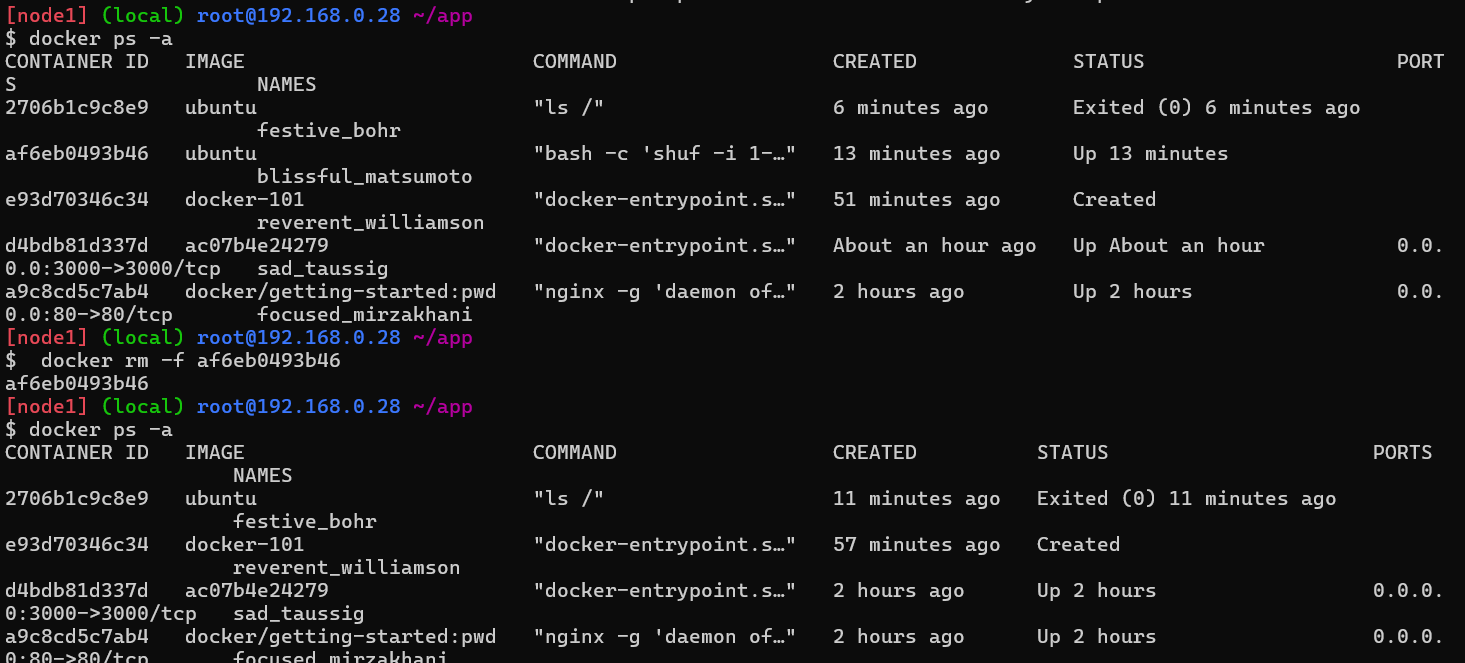 [node1] (local) root@192.168.0.28 ~/app
$ docker ps -a
CONTAINER ID   IMAGE                        COMMAND                  CREATED             STATUS                     PORT
S                    NAMES
2706b1c9c8e9   ubuntu                       "ls /"                   6 minutes ago       Exited (0) 6 minutes ago
                     festive_bohr
af6eb0493b46   ubuntu                       "bash -c 'shuf -i 1-…"   13 minutes ago      Up 13 minutes
                     blissful_matsumoto
e93d70346c34   docker-101                   "docker-entrypoint.s…"   51 minutes ago      Created
                     reverent_williamson
d4bdb81d337d   ac07b4e24279                 "docker-entrypoint.s…"   About an hour ago   Up About an hour           0.0.
0.0:3000->3000/tcp   sad_taussig
a9c8cd5c7ab4   docker/getting-started:pwd   "nginx -g 'daemon of…"   2 hours ago         Up 2 hours                 0.0.
0.0:80->80/tcp       focused_mirzakhani
[node1] (local) root@192.168.0.28 ~/app
$  docker rm -f af6eb0493b46
af6eb0493b46
[node1] (local) root@192.168.0.28 ~/app
$ docker ps -a
CONTAINER ID   IMAGE                        COMMAND                  CREATED          STATUS                      PORTS
                   NAMES
2706b1c9c8e9   ubuntu                       "ls /"                   11 minutes ago   Exited (0) 11 minutes ago
                   festive_bohr
e93d70346c34   docker-101                   "docker-entrypoint.s…"   57 minutes ago   Created
                   reverent_williamson
d4bdb81d337d   ac07b4e24279                 "docker-entrypoint.s…"   2 hours ago      Up 2 hours                  0.0.0.
0:3000->3000/tcp   sad_taussig
a9c8cd5c7ab4   docker/getting-started:pwd   "nginx -g 'daemon of…"   2 hours ago      Up 2 hours                  0.0.0.
0:80->80/tcp       focused_mirzakhani